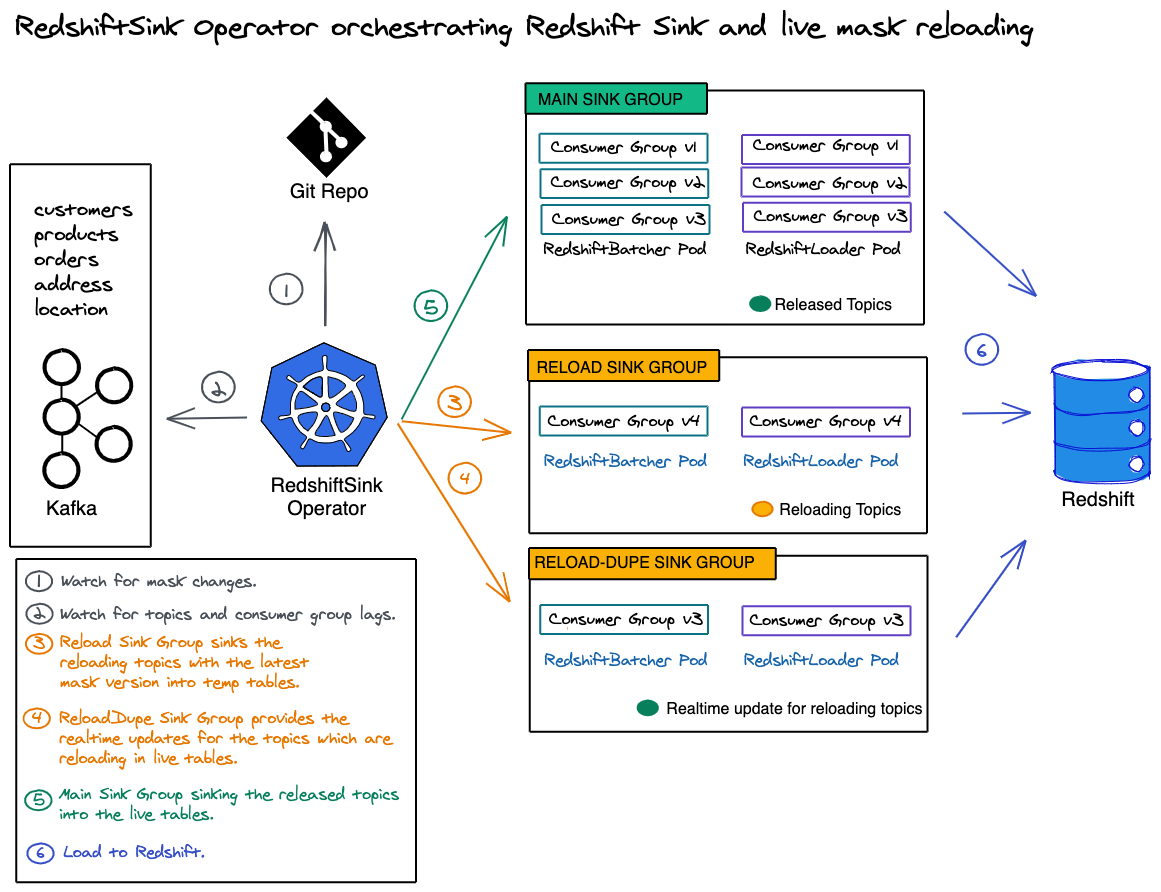 RedshiftSink Operator orchestrating Redshift Sink and live mask reloading
Git Repo
customers
products
orders
address
location
Kafka
1
2
RedshiftSink
Operator
5
3
4
MAIN SINK GROUP
Consumer Group v1
Consumer Group v1
Consumer Group v2
Consumer Group v2
Consumer Group v3
Consumer Group v3
RedshiftBatcher Pod
RedshiftLoader Pod
Released Topics
RELOAD SINK GROUP
Consumer Group v4
Consumer Group v4
RedshiftBatcher Pod
RedshiftLoader Pod
Reloading Topics
RELOAD-DUPE SINK GROUP
Consumer Group v3
Consumer Group v3
RedshiftBatcher Pod
RedshiftLoader Pod
Realtime update for reloading topics
6
Redshift
1 Watch for mask changes.
2 Watch for topics and consumer group lags.
3 Reload Sink Group sinks the
reloading topics with the latest
mask version into temp tables.
4 ReloadDupe Sink Group provides the
realtime updates for the topics which are
reloading in live tables.
5 Main Sink Group sinking the released topics
into the live tables.
6 Load to Redshift.